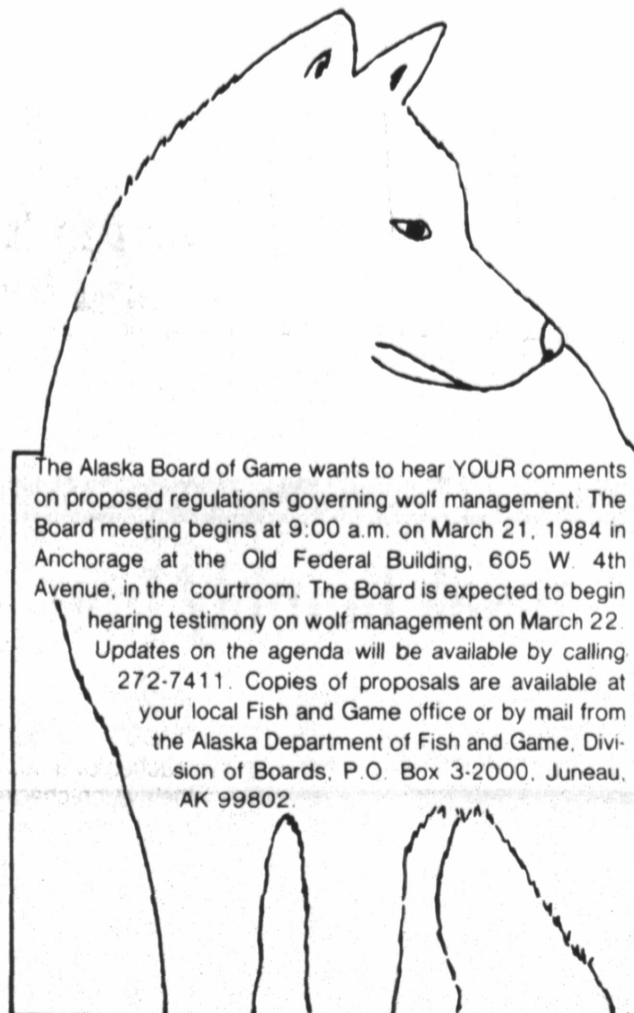 The Alaska Board of Game wants to hear YOUR comments
on proposed regulations governing wolf management. The
Board meeting begins at 9:00 a.m. on March 21, 1984 in
Anchorage at the Old Federal Building, 605 W. 4th
Avenue, in the courtroom. The Board is expected to begin
hearing testimony on wolf management on March 22.
Updates on the agenda will be available by calling
272-7411. Copies of proposals are available at
your local Fish and Game office or by mail from
the Alaska Department of Fish and Game, Divi-
sion of Boards, P.O. Box 3-2000, Juneau,
AK 99802.